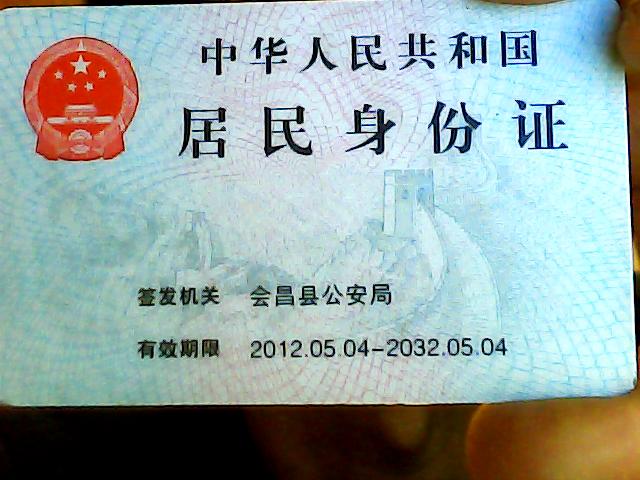 中华人民共和国
居民身份证
签发机关 会昌县公安局
有效期限 2012.05.04-2032.05.04